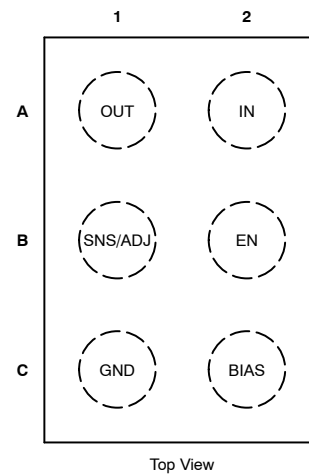 1 2
A OUT IN
B SNS/ADJ EN
C GND BIAS
Top View